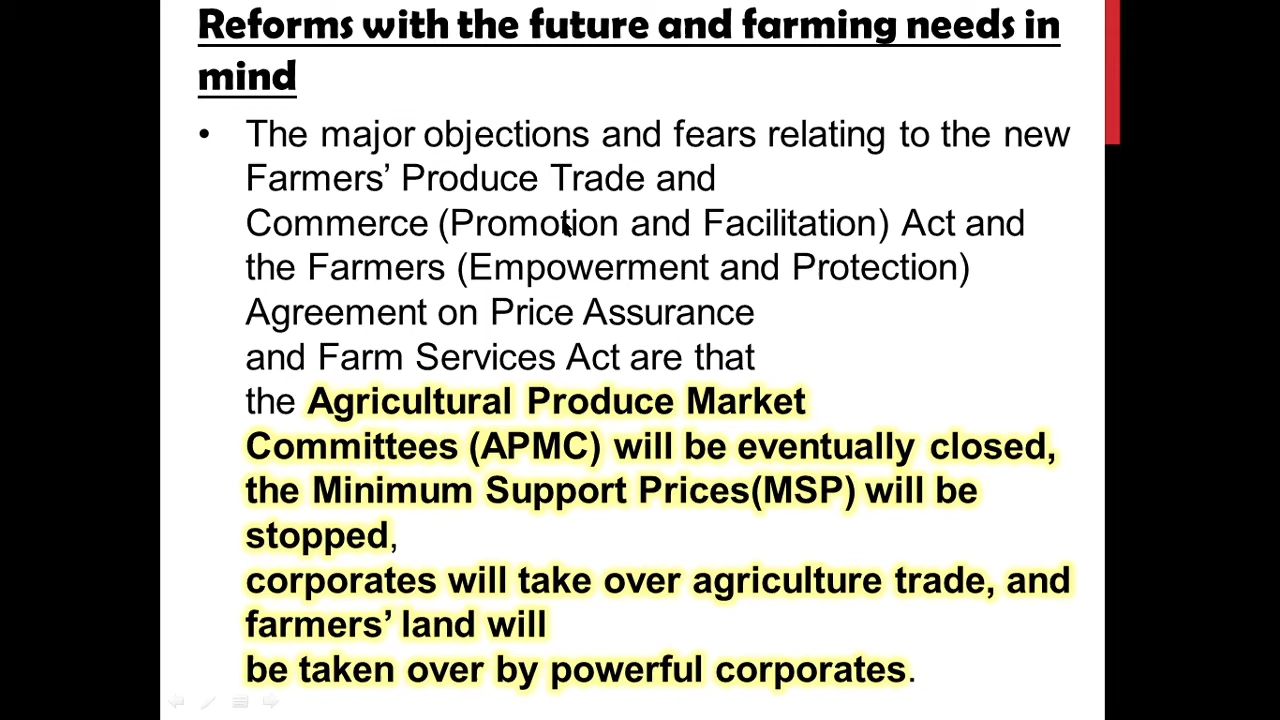 Reforms with the future and farming needs in
mind
• The major objections and fears relating to the new
Farmers’ Produce Trade and
Commerce (Promotion and Facilitation) Act and
the Farmers (Empowerment and Protection)
Agreement on Price Assurance
and Farm Services Act are that
the Agricultural Produce Market
Committees (APMC) will be eventually closed,
the Minimum Support Prices(MSP) will be
stopped,
corporates will take over agriculture trade, and
farmers’ land will
be taken over by powerful corporates.